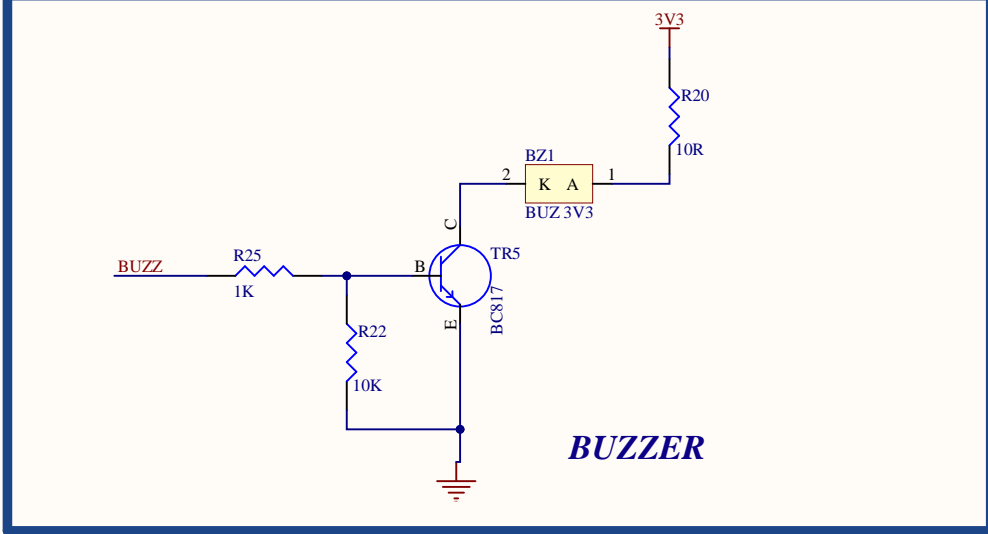 3V3
R20
10R
BZ1
2
K A
1
BUZ 3V3
C
TR5
BUZZ
R25
B
1K
BC817
E
R22
10K
BUZZER